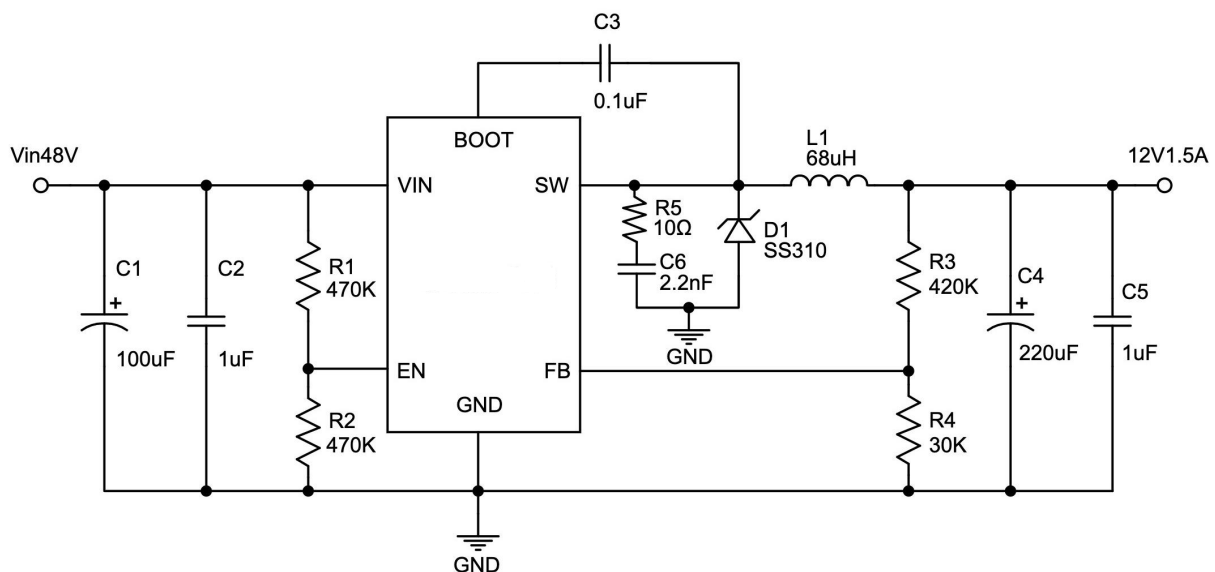 C3
0.1uF
BOOT
Vin48V
VIN
SW
L1
68uH
12V1.5A
R5
10Ω
D1
SS310
C6
2.2nF
GND
C1
+
100uF
C2
1uF
R1
470K
R3
420K
C4
+
220uF
C5
1uF
EN
FB
GND
R2
470K
R4
30K
GND